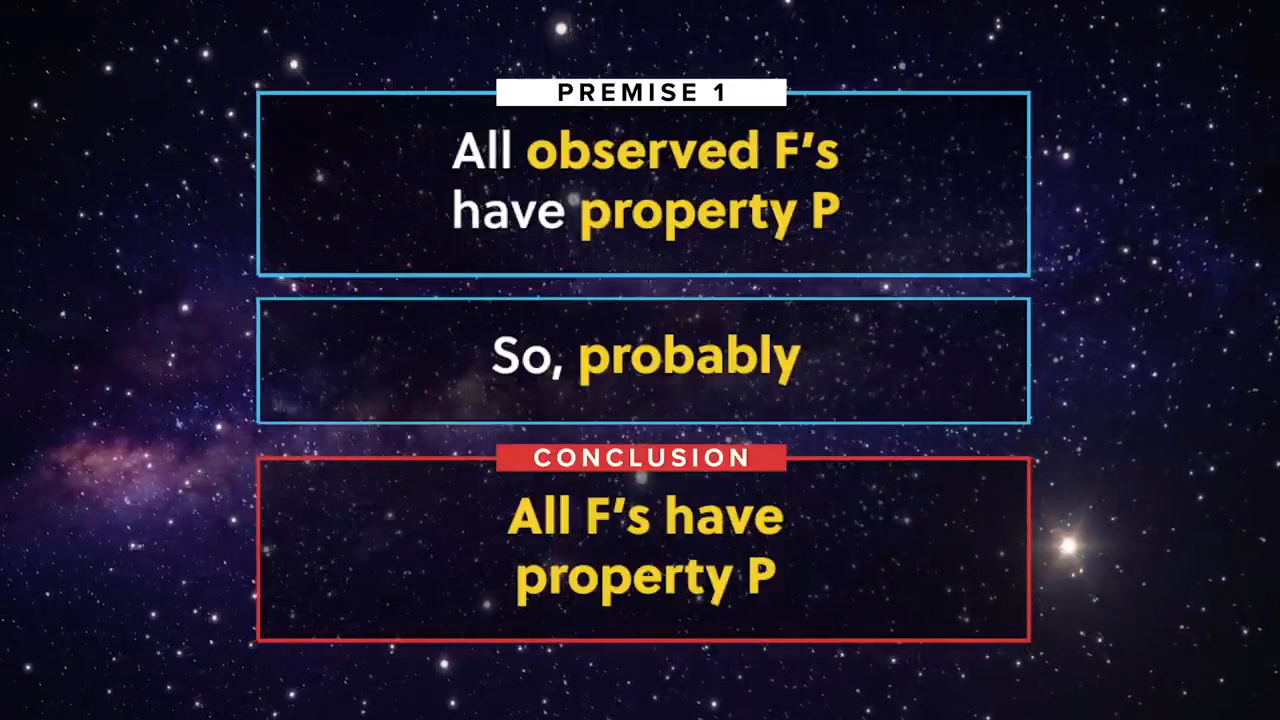 PREMISE 1
All observed F’s
have property P
So, probably
CONCLUSION
All F’s have
property P